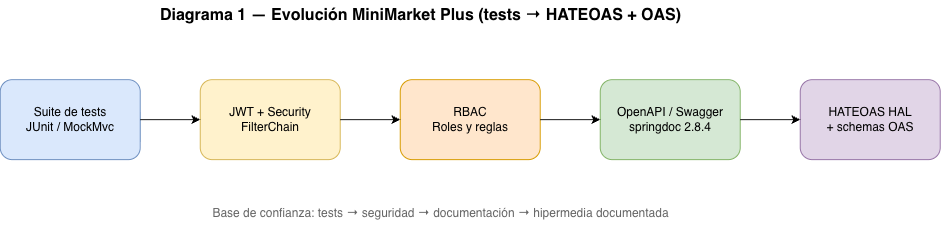 Diagrama 1 — Evolución MiniMarket Plus (tests → HATEOAS + OAS)
Suite de tests
JUnit / MockMvc
JWT + Security
FilterChain
RBAC
Roles y reglas
OpenAPI / Swagger
springdoc 2.8.4
HATEOAS HAL
+ schemas OAS
Base de confianza: tests → seguridad → documentación → hipermedia documentada